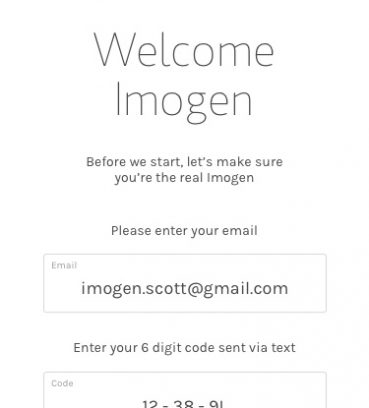 Welcome
Imogen
Before we start, let's make sure
you're the real Imogen
Please enter your email
Email
imogen.scott@gmail.com
Enter your 6 digit code sent via text
Code
12 - 38 - 9